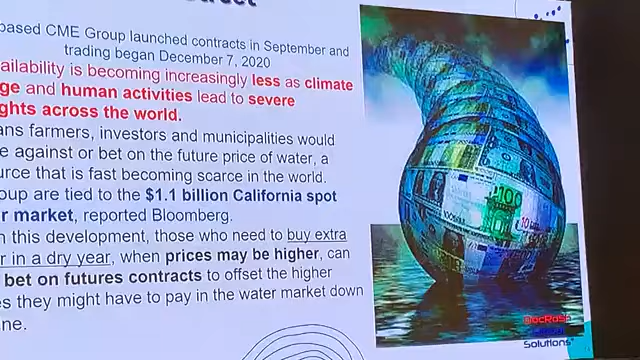 based CME Group launched contracts in September and
trading began December 7, 2020
ailability is becoming increasingly less as climate
ge and human activities lead to severe
ghts across the world.
ans farmers, investors and municipalities would
e against or bet on the future price of water, a
urce that is fast becoming scarce in the world.
oup are tied to the $1.1 billion California spot
r market, reported Bloomberg.
n this development, those who need to buy extra
r in a dry year, when prices may be higher, can
bet on futures contracts to offset the higher
es they might have to pay in the water market down
ne.
100
Solutions